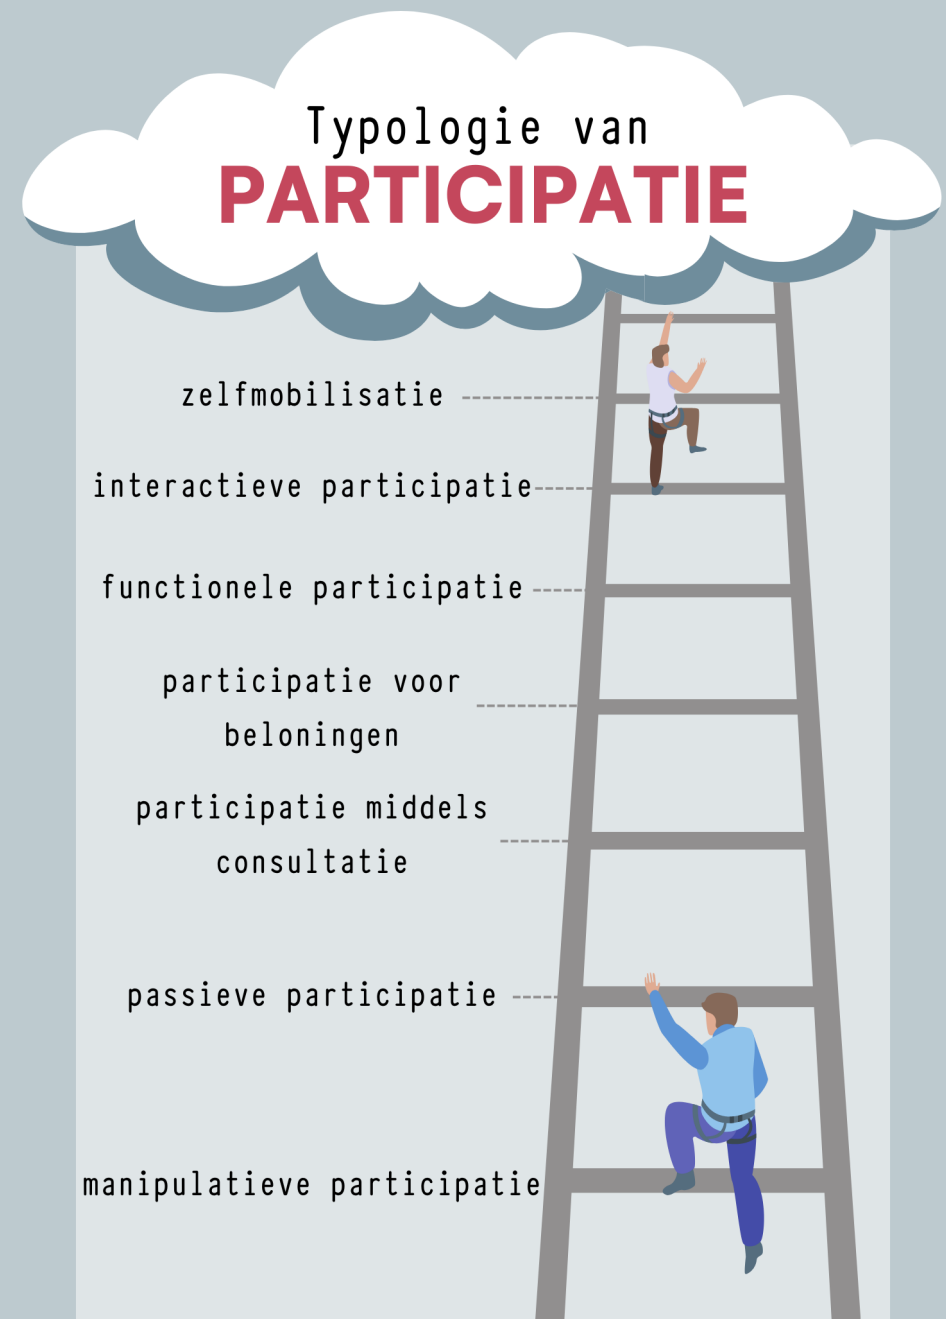 Typologie van
PARTICIPATIE
zelfmobilisatie
interactieve participatie
functionele participatie
participatie voor
beloningen
participatie middels
consultatie
passieve participatie
manipulatieve participatie